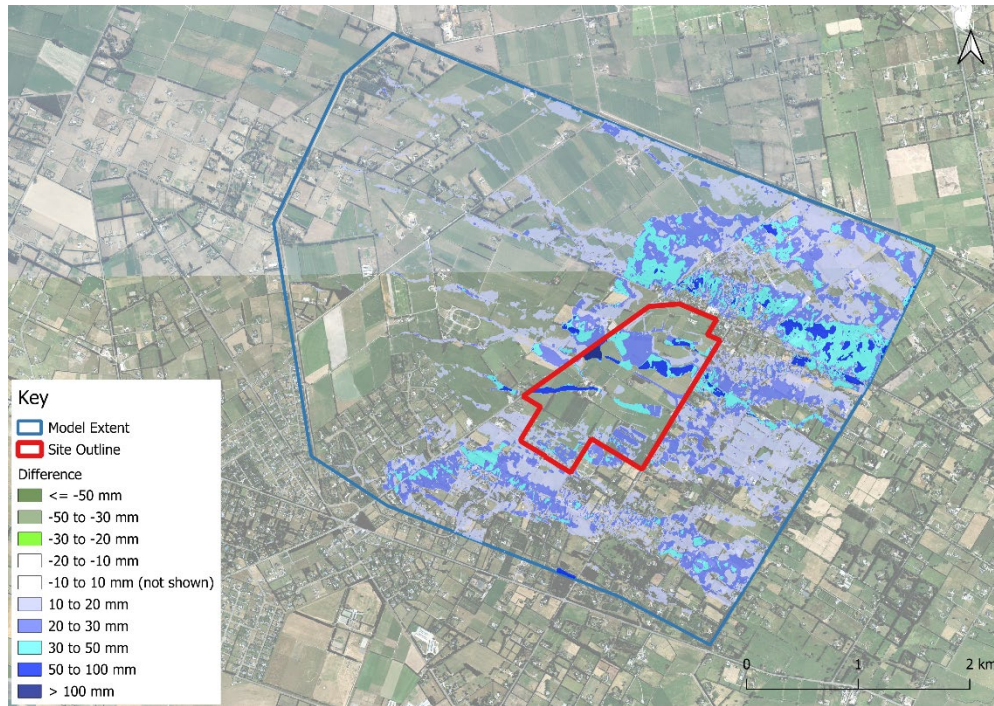 Key
Model Extent
Site Outline
Difference
<= -50 mm
-50 to -30 mm
-30 to -20 mm
-20 to -10 mm
-10 to 10 mm (not shown)
10 to 20 mm
20 to 30 mm
30 to 50 mm
50 to 100 mm
> 100 mm
0 1 2 km